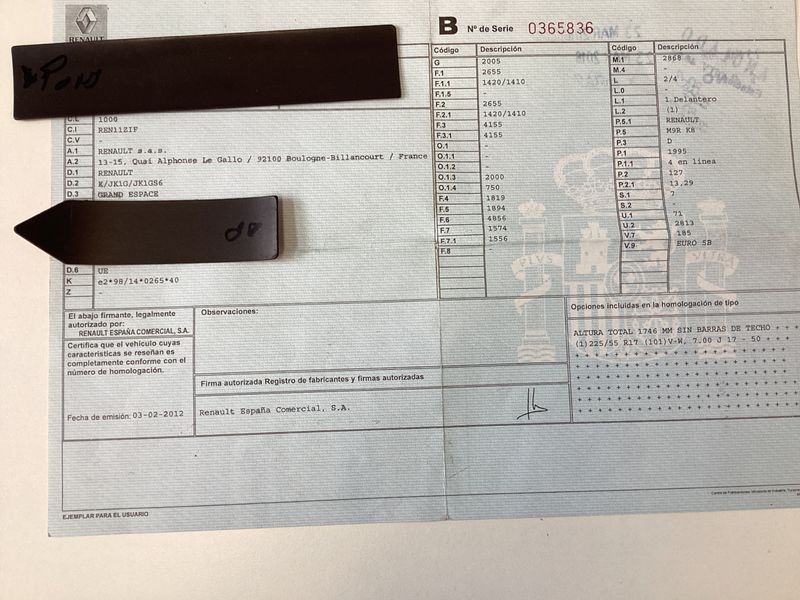 RENAULT
B Nº de Serie 0365836
Código Descripción Código Descripción
G 2005 M.1 2868
F.1 2655 M.4 -
F.1.1 1420/1410 L 2/4
F.1.5 - L.0 -
F.2 2655 L.1 1 Delantero
F.2.1 1420/1410 L.2 (1)
F.3 4155 P.5.1 RENAULT
F.3.1 4155 P.5 M9R K8
O.1 - P.3 D
O.1.1 - P.1 1995
O.1.2 - P.1.1 4 en línea
O.1.3 2000 P.2 127
O.1.4 750 P.2.1 13,29
F.4 1819 S.1 7
F.5 1894 S.2 -
F.6 4856 U.1 71
F.7 1574 U.2 2813
F.7.1 1556 V.7 185
F.8 - V.9 EURO 5B
C.L 1000
C.I REN11ZIF
C.V -
A.1 RENAULT s.a.s.
A.2 13-15, Quai Alphonse Le Gallo / 92100 Boulogne-Billancourt / France
D.1 RENAULT
D.2 K/JK1G/JK1GS6
D.3 GRAND ESPACE
D.6 UE
K e2*98/14*0265*40
Z -
PLVS VLTRA
El abajo firmante, legalmente
autorizado por:
RENAULT ESPAÑA COMERCIAL, S.A.
Certifica que el vehículo cuyas
características se reseñan es
completamente conforme con el
número de homologación.
Fecha de emisión: 03-02-2012
Observaciones:
Firma autorizada Registro de fabricantes y firmas autorizadas
Renault España Comercial, S.A.
Opciones incluidas en la homologación de tipo
ALTURA TOTAL 1746 MM SIN BARRAS DE TECHO + + +
(1)225/55 R17 (101)V-W, 7.00 J 17 - 50 + + +
EJEMPLAR PARA EL USUARIO